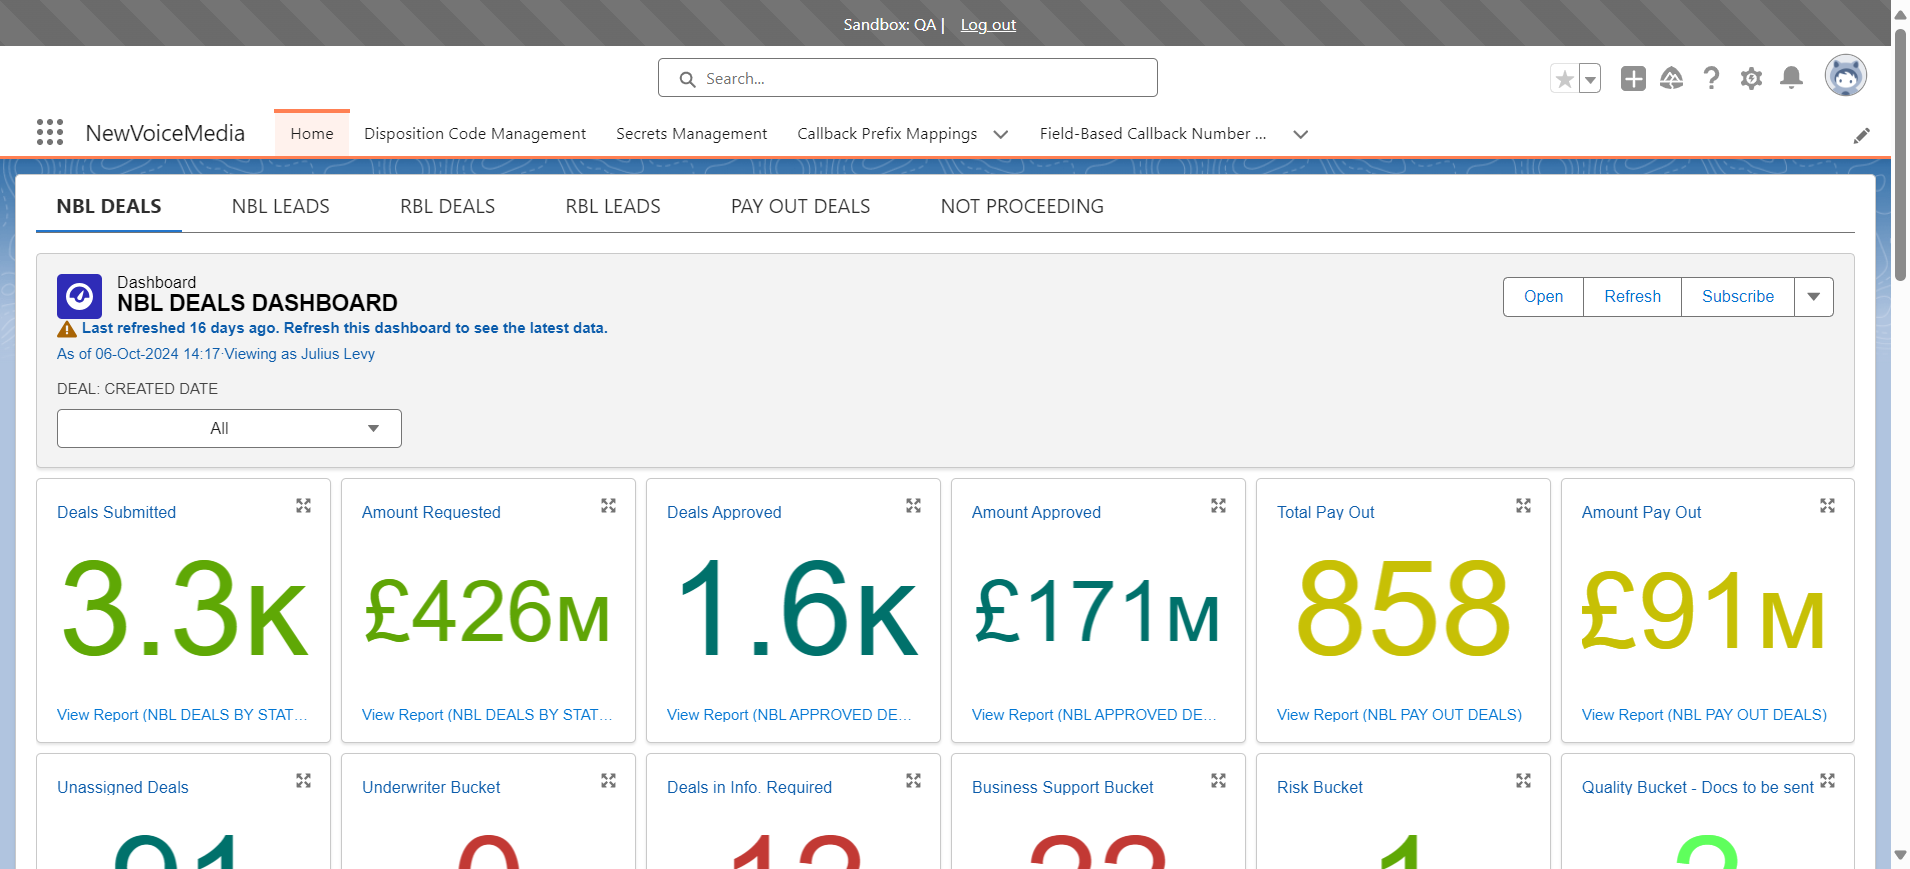 Sandbox: QA | Log out
Search...
NewVoiceMedia
Home
Disposition Code Management
Secrets Management
Callback Prefix Mappings
Field-Based Callback Number ...
NBL DEALS
NBL LEADS
RBL DEALS
RBL LEADS
PAY OUT DEALS
NOT PROCEEDING
Dashboard
NBL DEALS DASHBOARD
Last refreshed 16 days ago. Refresh this dashboard to see the latest data.
As of 06-Oct-2024 14:17·Viewing as Julius Levy
Open
Refresh
Subscribe
DEAL: CREATED DATE
All
Deals Submitted
3.3K
View Report (NBL DEALS BY STAT...
Amount Requested
£426M
View Report (NBL DEALS BY STAT...
Deals Approved
1.6K
View Report (NBL APPROVED DE...
Amount Approved
£171M
View Report (NBL APPROVED DE...
Total Pay Out
858
View Report (NBL PAY OUT DEALS)
Amount Pay Out
£91M
View Report (NBL PAY OUT DEALS)
Unassigned Deals
Underwriter Bucket
Deals in Info. Required
Business Support Bucket
Risk Bucket
Quality Bucket - Docs to be sent